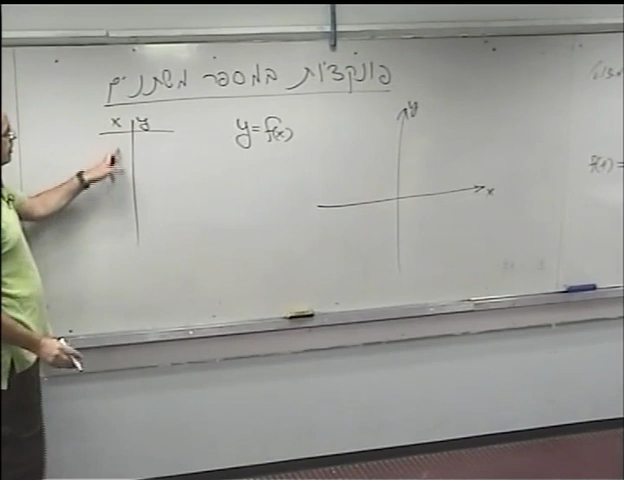 פונקציות במספר משתנים
x y
y = f(x)
y
x
f(x) =